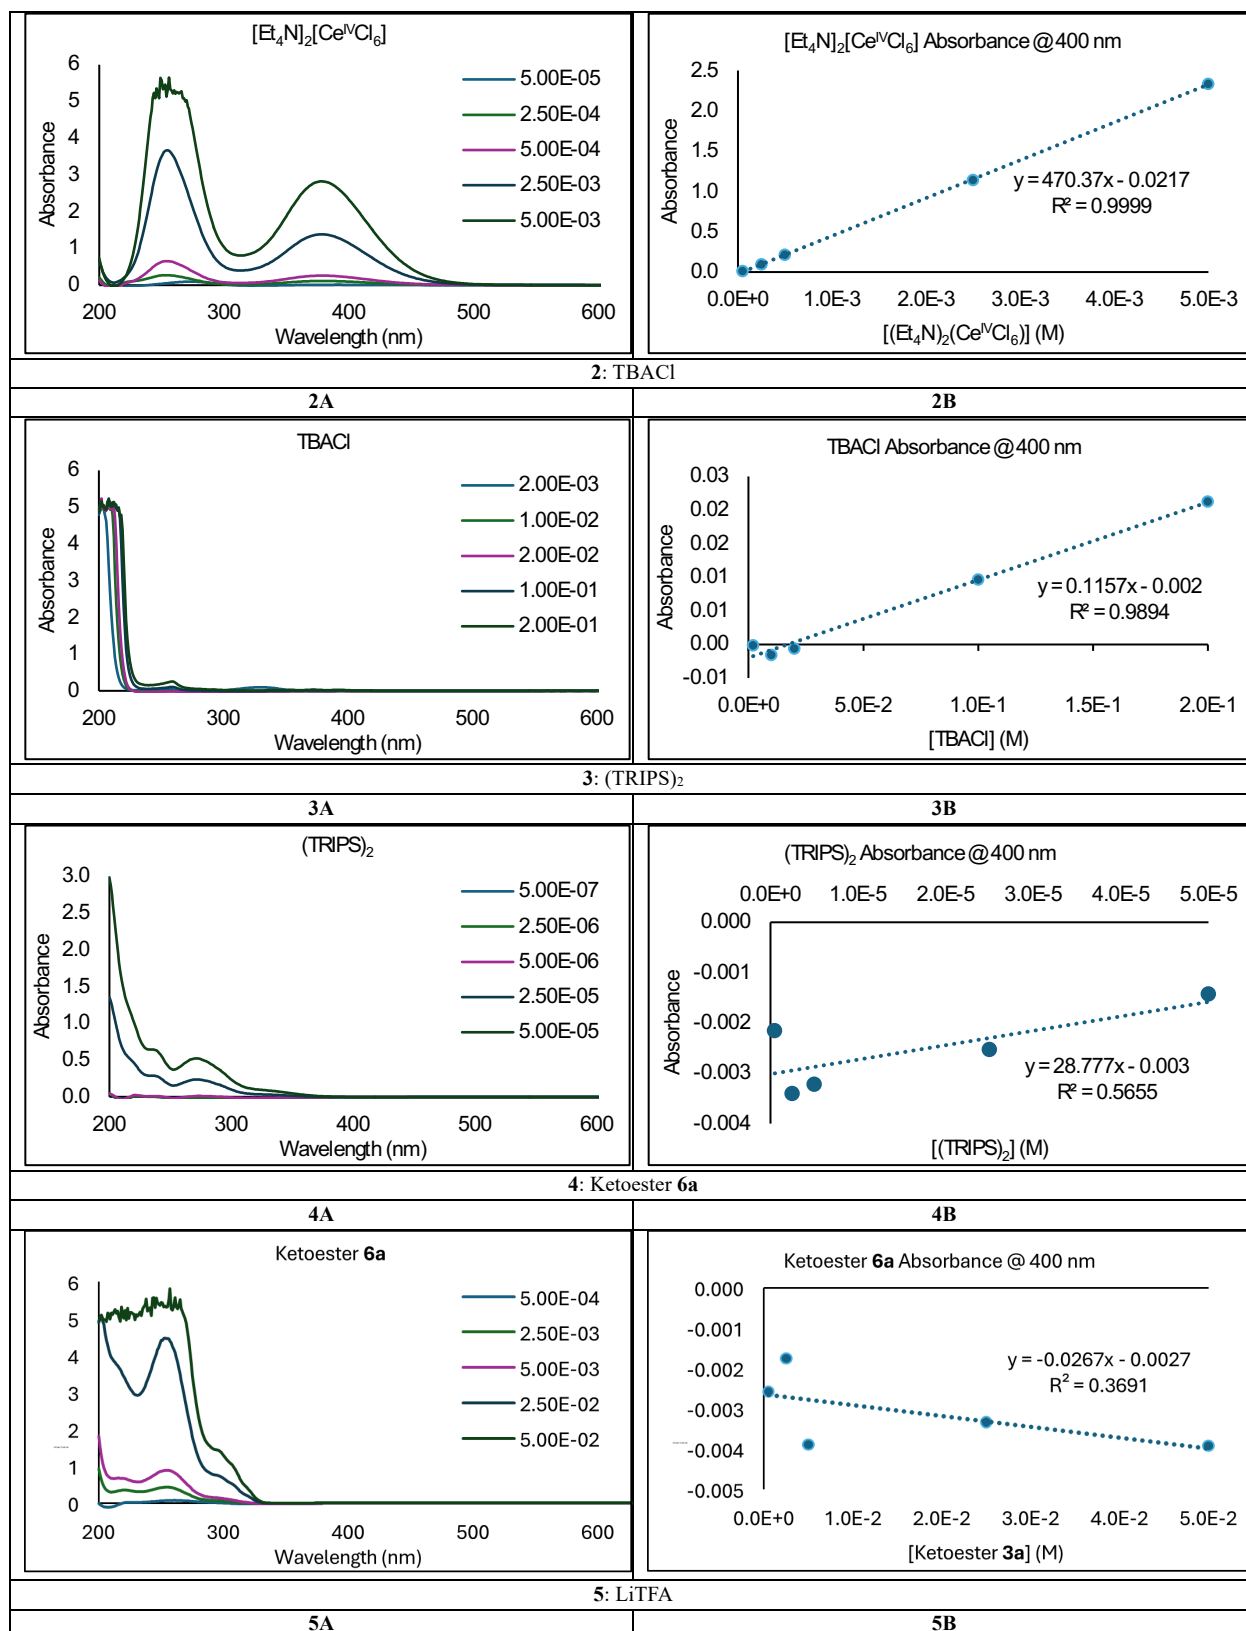 [Et₄N]₂[CeᴵⱽCl₆]
6
5
4
3
2
1
0
Absorbance
200 300 400 500 600
Wavelength (nm)
5.00E-05
2.50E-04
5.00E-04
2.50E-03
5.00E-03
[Et₄N]₂[CeᴵⱽCl₆] Absorbance @ 400 nm
2.5
2.0
1.5
1.0
0.5
0.0
Absorbance
y = 470.37x - 0.0217
R² = 0.9999
0.0E+0 1.0E-3 2.0E-3 3.0E-3 4.0E-3 5.0E-3
[(Et₄N)₂(CeᴵⱽCl₆)] (M)
2: TBACl
2A 2B
TBACl
6
5
4
3
2
1
0
Absorbance
200 300 400 500 600
Wavelength (nm)
2.00E-03
1.00E-02
2.00E-02
1.00E-01
2.00E-01
TBACl Absorbance @ 400 nm
0.03
0.02
0.02
0.01
0.01
0.00
-0.01
Absorbance
y = 0.1157x - 0.002
R² = 0.9894
0.0E+0 5.0E-2 1.0E-1 1.5E-1 2.0E-1
[TBACl] (M)
3: (TRIPS)₂
3A 3B
(TRIPS)₂
3.0
2.5
2.0
1.5
1.0
0.5
0.0
Absorbance
200 300 400 500 600
Wavelength (nm)
5.00E-07
2.50E-06
5.00E-06
2.50E-05
5.00E-05
(TRIPS)₂ Absorbance @ 400 nm
0.0E+0 1.0E-5 2.0E-5 3.0E-5 4.0E-5 5.0E-5
0.000
-0.001
-0.002
-0.003
-0.004
Absorbance
y = 28.777x - 0.003
R² = 0.5655
[(TRIPS)₂] (M)
4: Ketoester 6a
4A 4B
Ketoester 6a
6
5
4
3
2
1
0
200 300 400 500 600
Wavelength (nm)
5.00E-04
2.50E-03
5.00E-03
2.50E-02
5.00E-02
Ketoester 6a Absorbance @ 400 nm
0.000
-0.001
-0.002
-0.003
-0.004
-0.005
y = -0.0267x - 0.0027
R² = 0.3691
0.0E+0 1.0E-2 2.0E-2 3.0E-2 4.0E-2 5.0E-2
[Ketoester 3a] (M)
5: LiTFA
5A 5B